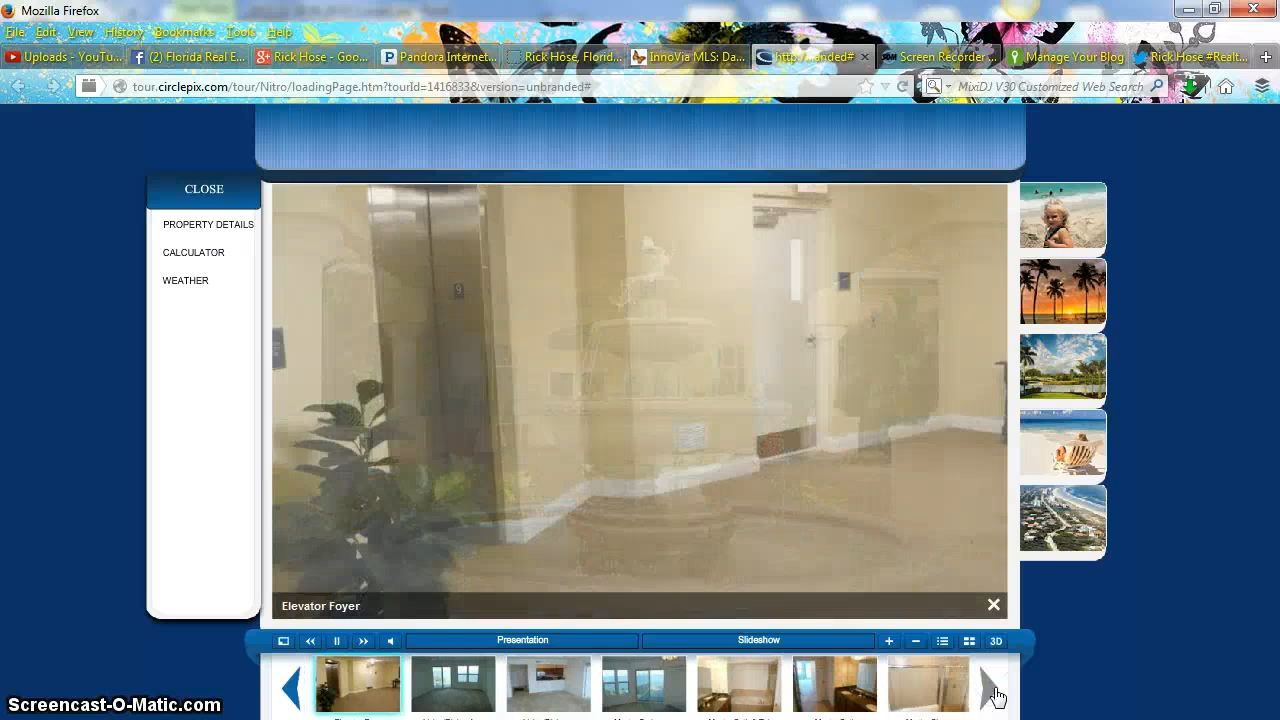 Mozilla Firefox
File Edit View History Bookmarks Tools Help
Uploads - YouTu... (2) Florida Real E... Rick Hose - Goo... Pandora Internet... Rick Hose, Florid... InnoVia MLS: Da... http:/...anded# Screen Recorder ... Manage Your Blog Rick Hose #Realt...
tour.circlepix.com/tour/Nitro/loadingPage.htm?tourId=1416833&version=unbranded# MixiDJ V30 Customized Web Search
CLOSE
PROPERTY DETAILS
CALCULATOR
WEATHER
9
Elevator Foyer
Presentation Slideshow 3D
Screencast-O-Matic.com